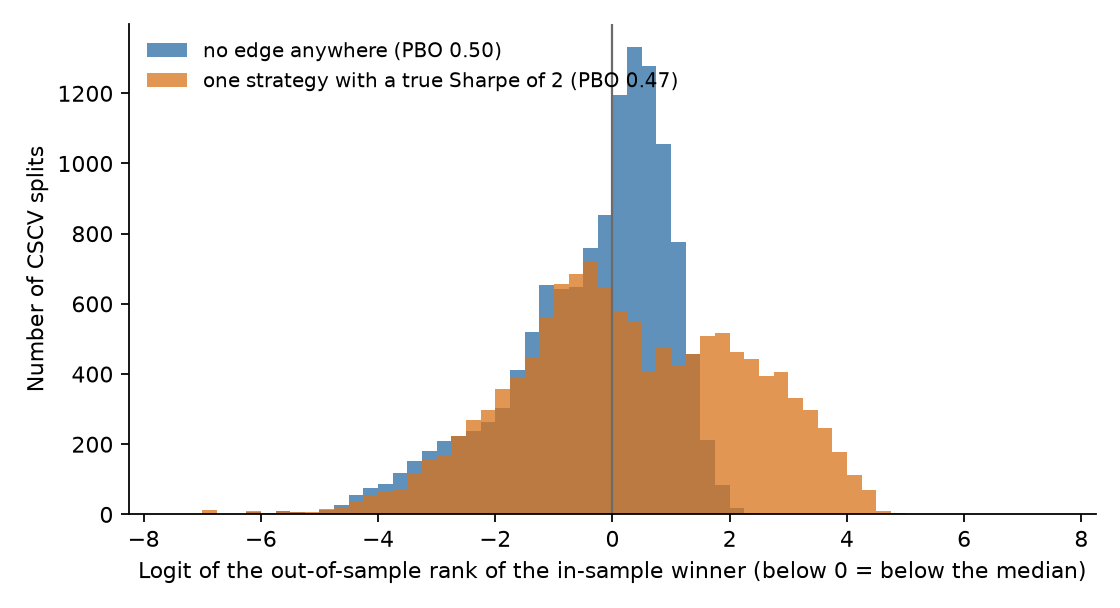 no edge anywhere (PBO 0.50)
one strategy with a true Sharpe of 2 (PBO 0.47)
Number of CSCV splits
1200
1000
800
600
400
200
0
−8 −6 −4 −2 0 2 4 6 8
Logit of the out-of-sample rank of the in-sample winner (below 0 = below the median)